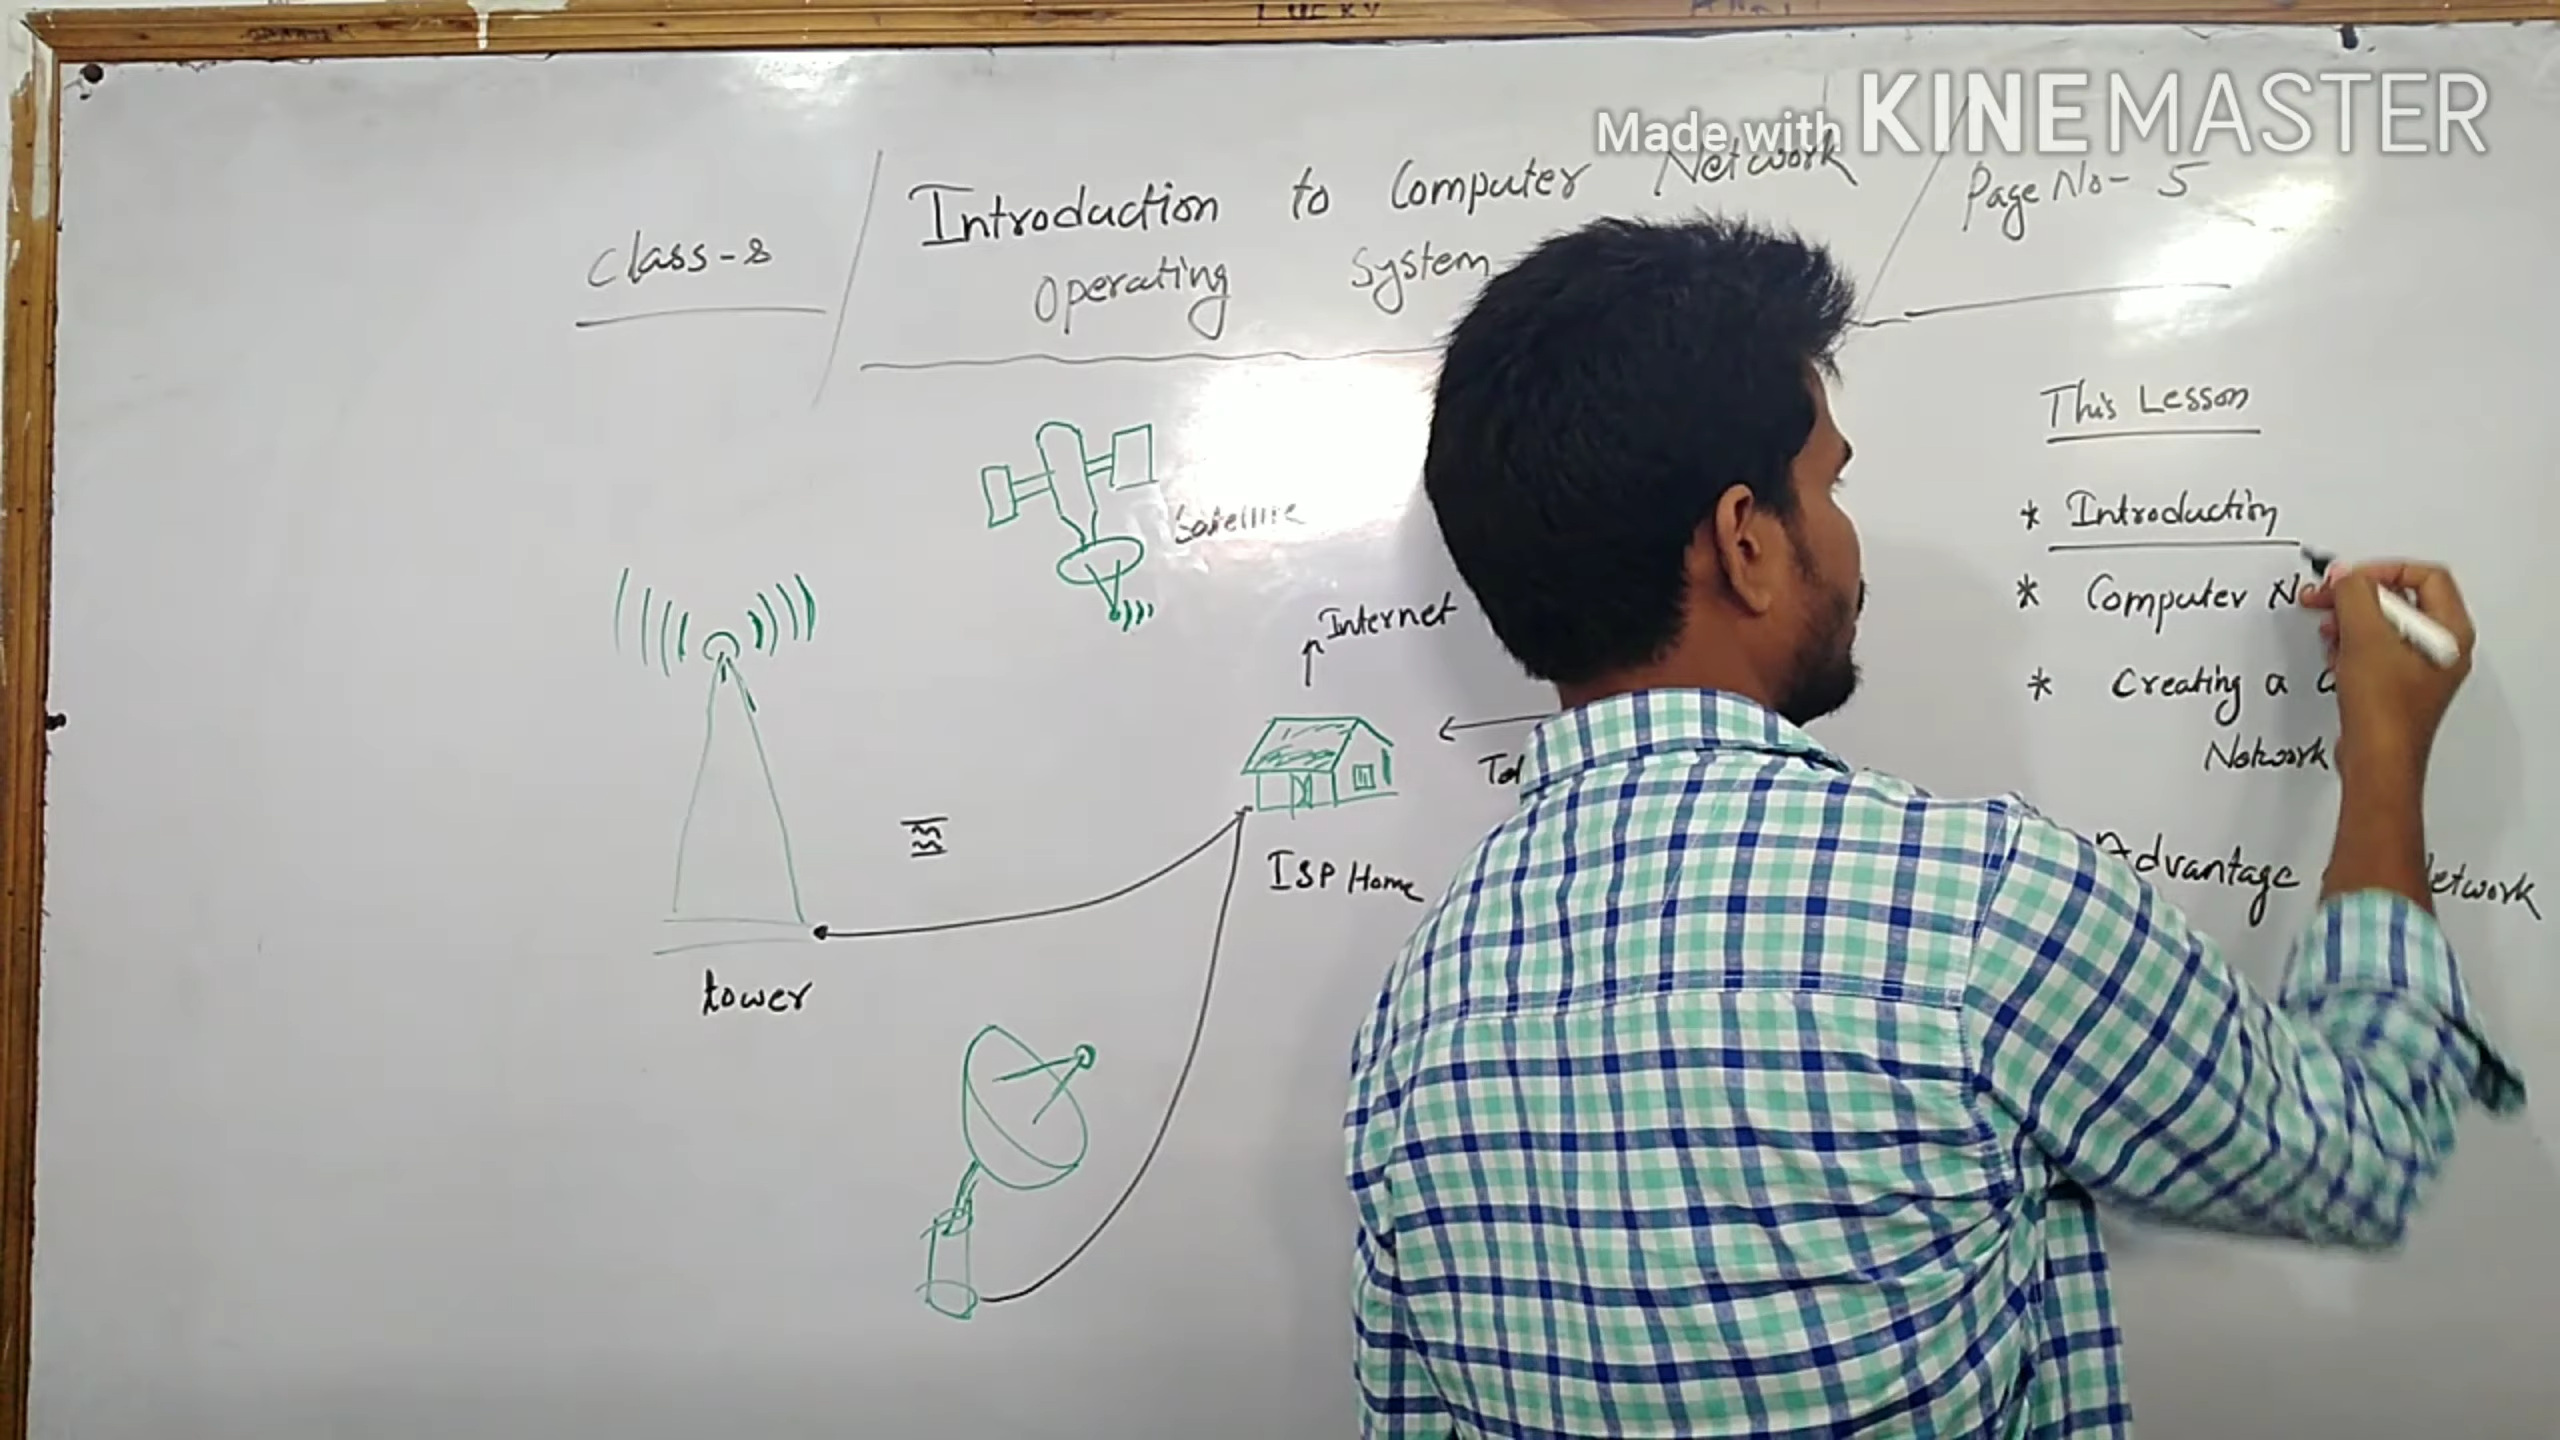 LUCKY
Made with KINEMASTER
Class-8
Introduction to Computer Network
Operating System
Page No- 5
This Lesson
* Introduction
* Computer
* Creating a
Network
Advantage
Satellite
Internet
ISP Home
tower